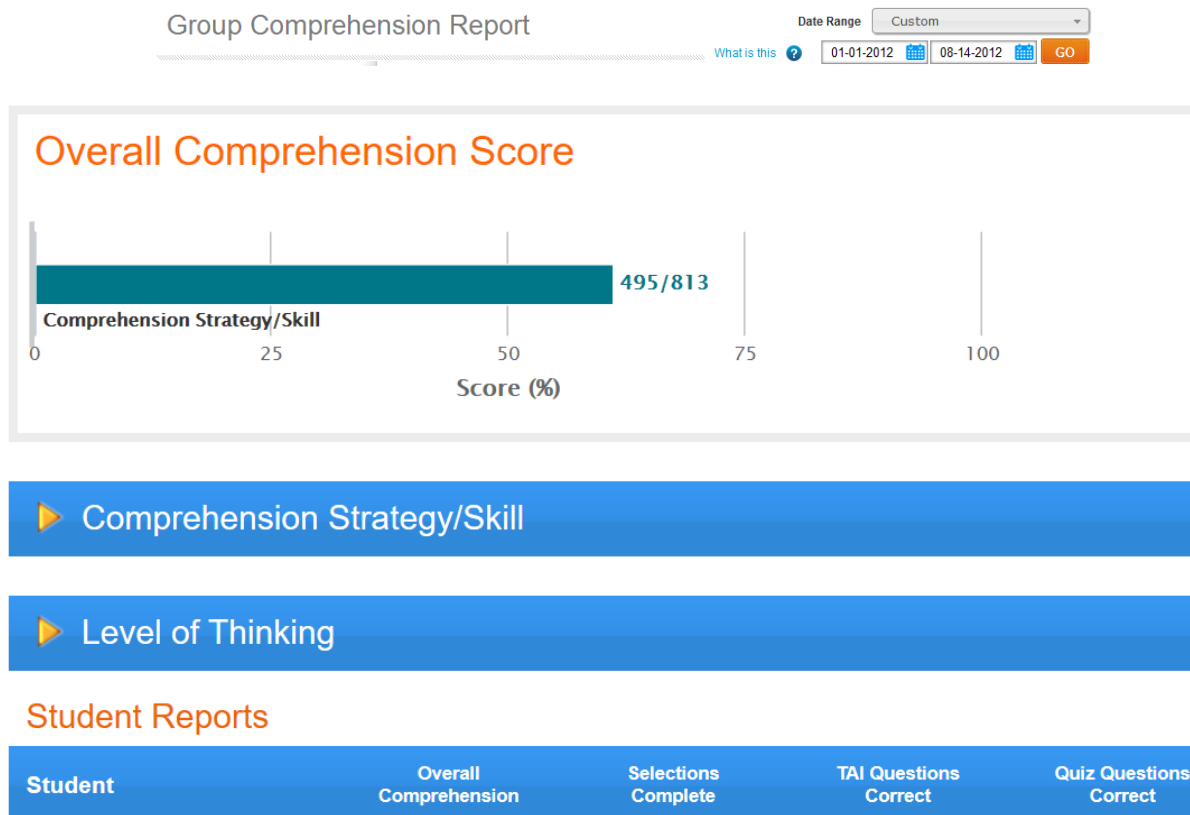 Group Comprehension Report
Date Range Custom
What is this ? 01-01-2012 08-14-2012 GO
Overall Comprehension Score
495/813
Comprehension Strategy/Skill
0 25 50 75 100
Score (%)
Comprehension Strategy/Skill
Level of Thinking
Student Reports
Student
Overall
Comprehension
Selections
Complete
TAI Questions
Correct
Quiz Questions
Correct